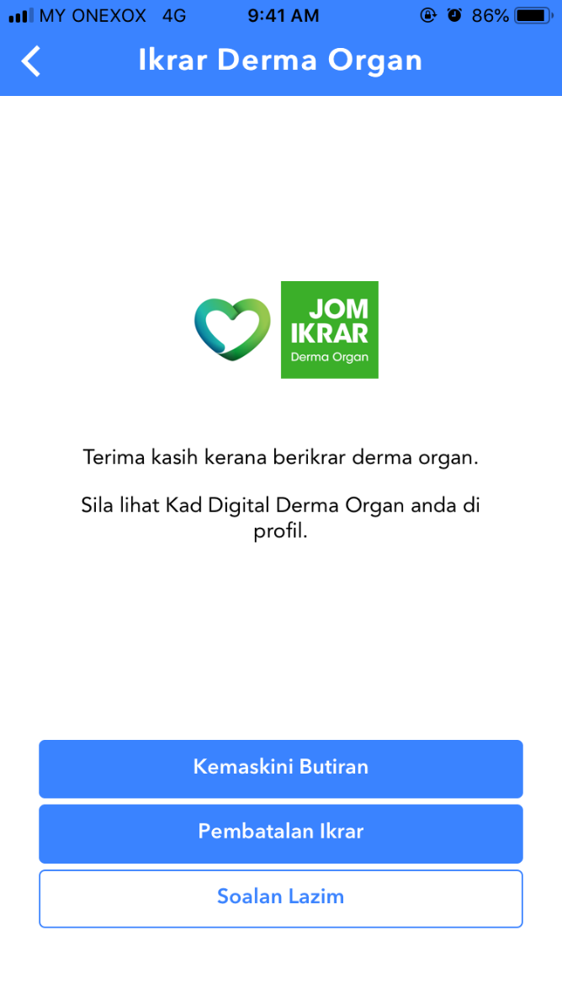 MY ONEXOX 4G 9:41 AM 86%
Ikrar Derma Organ
JOM
IKRAR
Derma Organ
Terima kasih kerana berikrar derma organ.
Sila lihat Kad Digital Derma Organ anda di
profil.
Kemaskini Butiran
Pembatalan Ikrar
Soalan Lazim